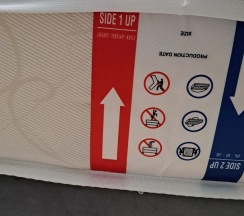 SIDE 1 UP
SIZE
PRODUCTION DATE
SIDE 2 UP